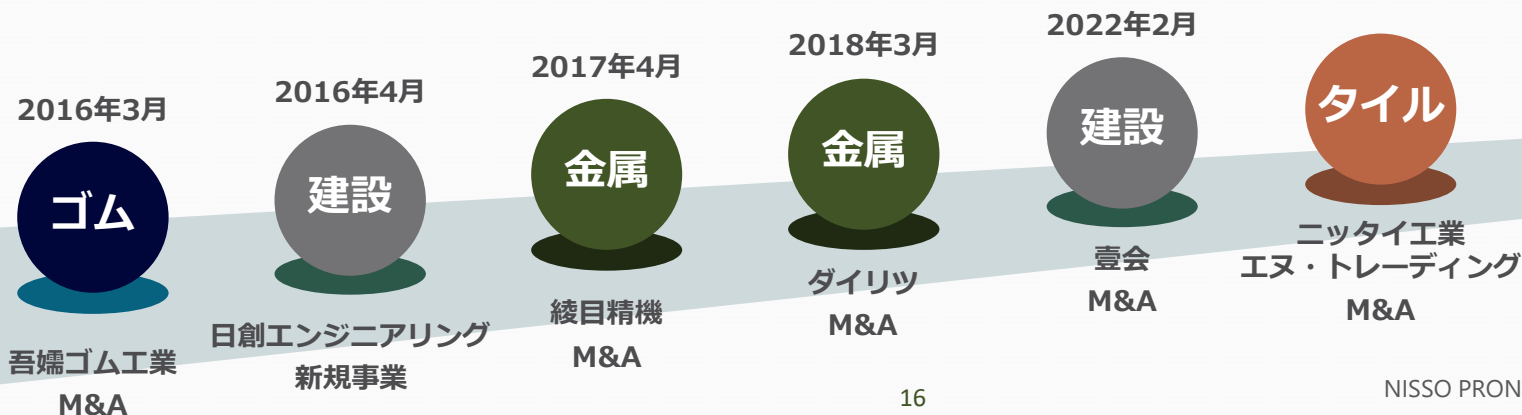 2016年3月
ゴム
吾嬬ゴム工業
M&A
2016年4月
建設
日創エンジニアリング
新規事業
2017年4月
金属
綾目精機
M&A
2018年3月
金属
ダイリツ
M&A
2022年2月
建設
壹会
M&A
タイル
ニッタイ工業
エヌ・トレーディング
M&A
16
NISSO PRON